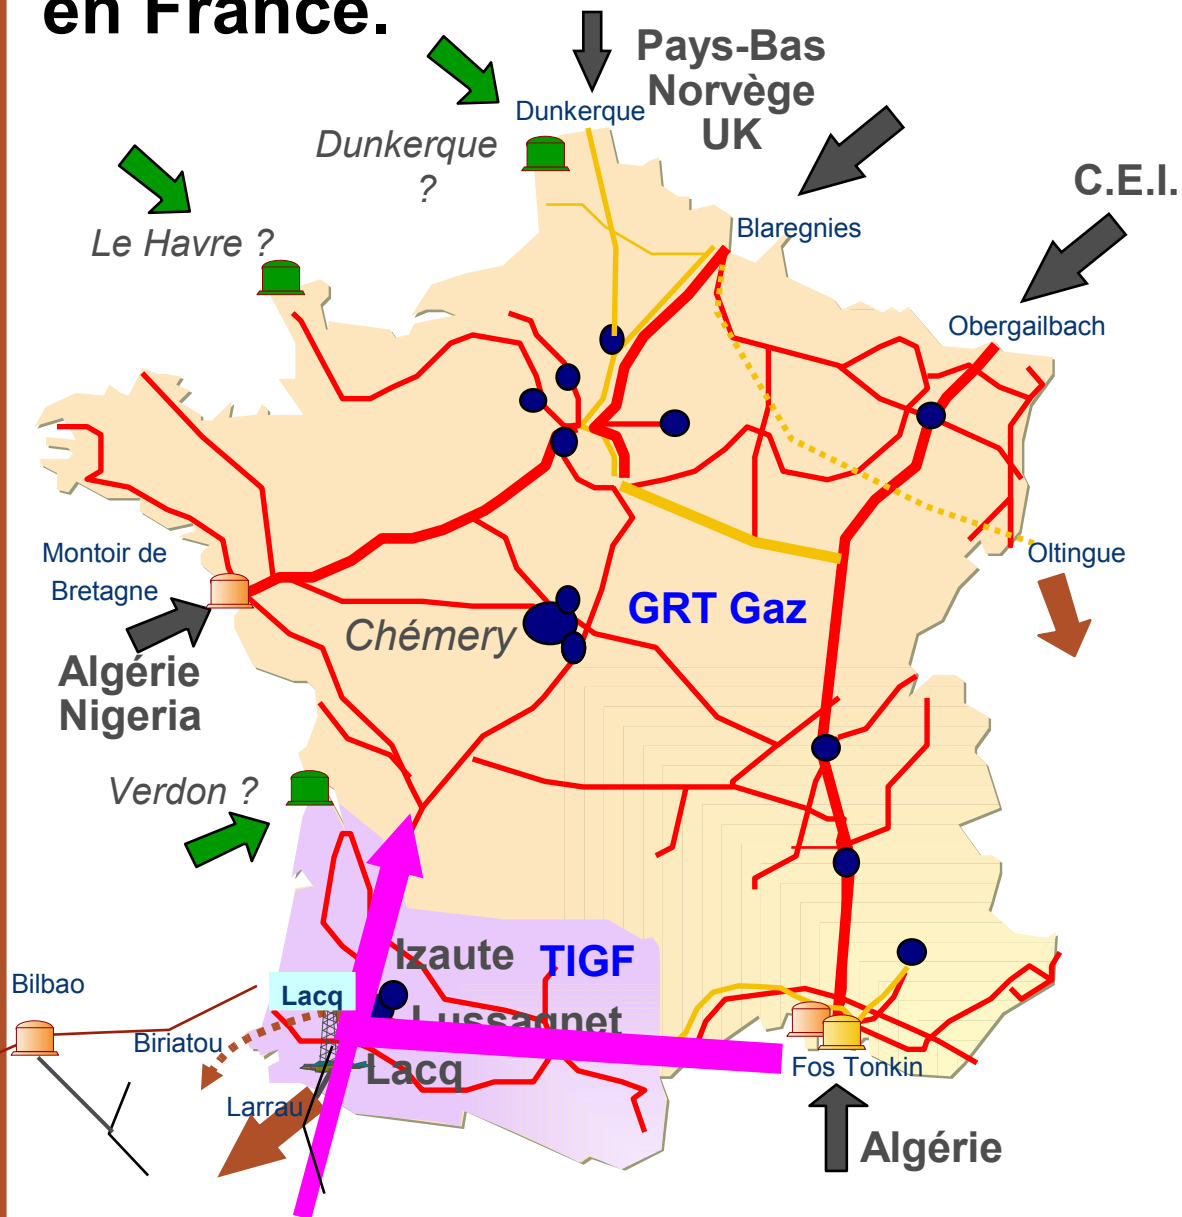 en France.
Pays-Bas
Norvège
UK
Dunkerque
Dunkerque
?
C.E.I.
Le Havre ?
Blaregnies
Obergailbach
Montoir de
Bretagne
Oltingue
GRT Gaz
Chémery
Algérie
Nigeria
Verdon ?
Izaute
TIGF
Bilbao
Lacq
Lussagnet
Biriatou
Lacq
Fos Tonkin
Larrau
Algérie